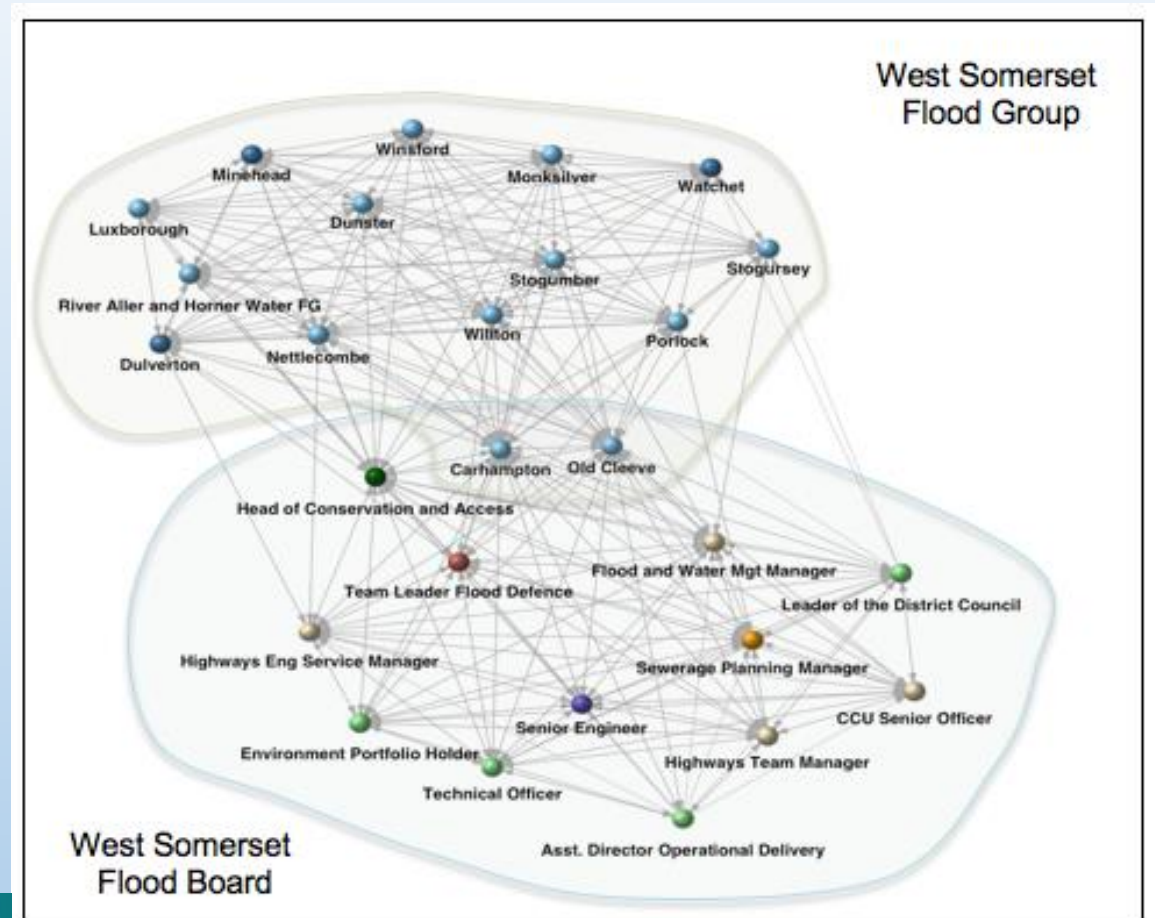 West Somerset
Flood Group
Winsford
Minehead
Monksilver
Watchet
Luxborough
Dunster
Stogumber
Stogursey
River Aller and Horner Water FG
Williton
Porlock
Dulverton
Nettlecombe
Carhampton
Old Cleeve
Head of Conservation and Access
Team Leader Flood Defence
Flood and Water Mgt Manager
Leader of the District Council
Highways Eng Service Manager
Sewerage Planning Manager
CCU Senior Officer
Senior Engineer
Environment Portfolio Holder
Highways Team Manager
Technical Officer
Asst. Director Operational Delivery
West Somerset
Flood Board